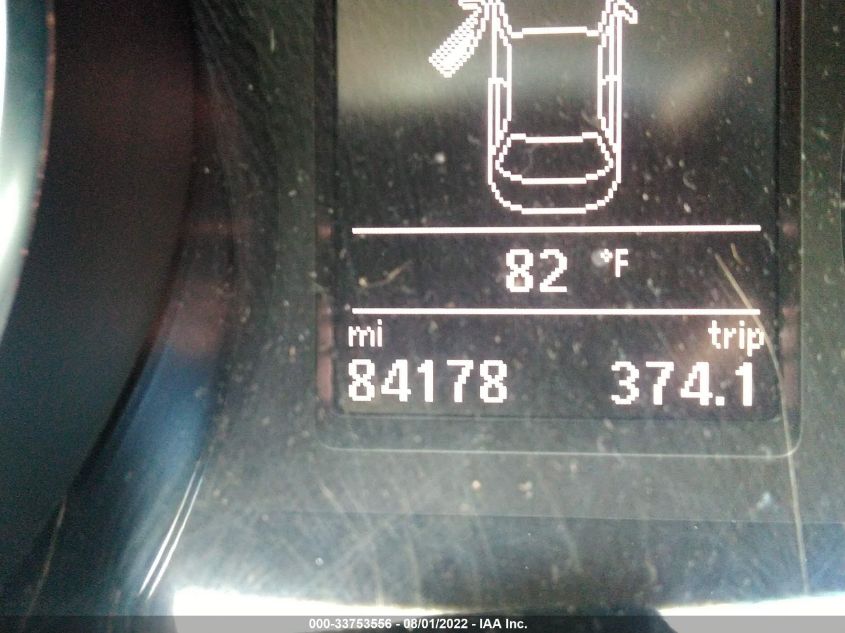 82 °F
mi trip
84178 374.1
000-33753556 - 08/01/2022 - IAA Inc.